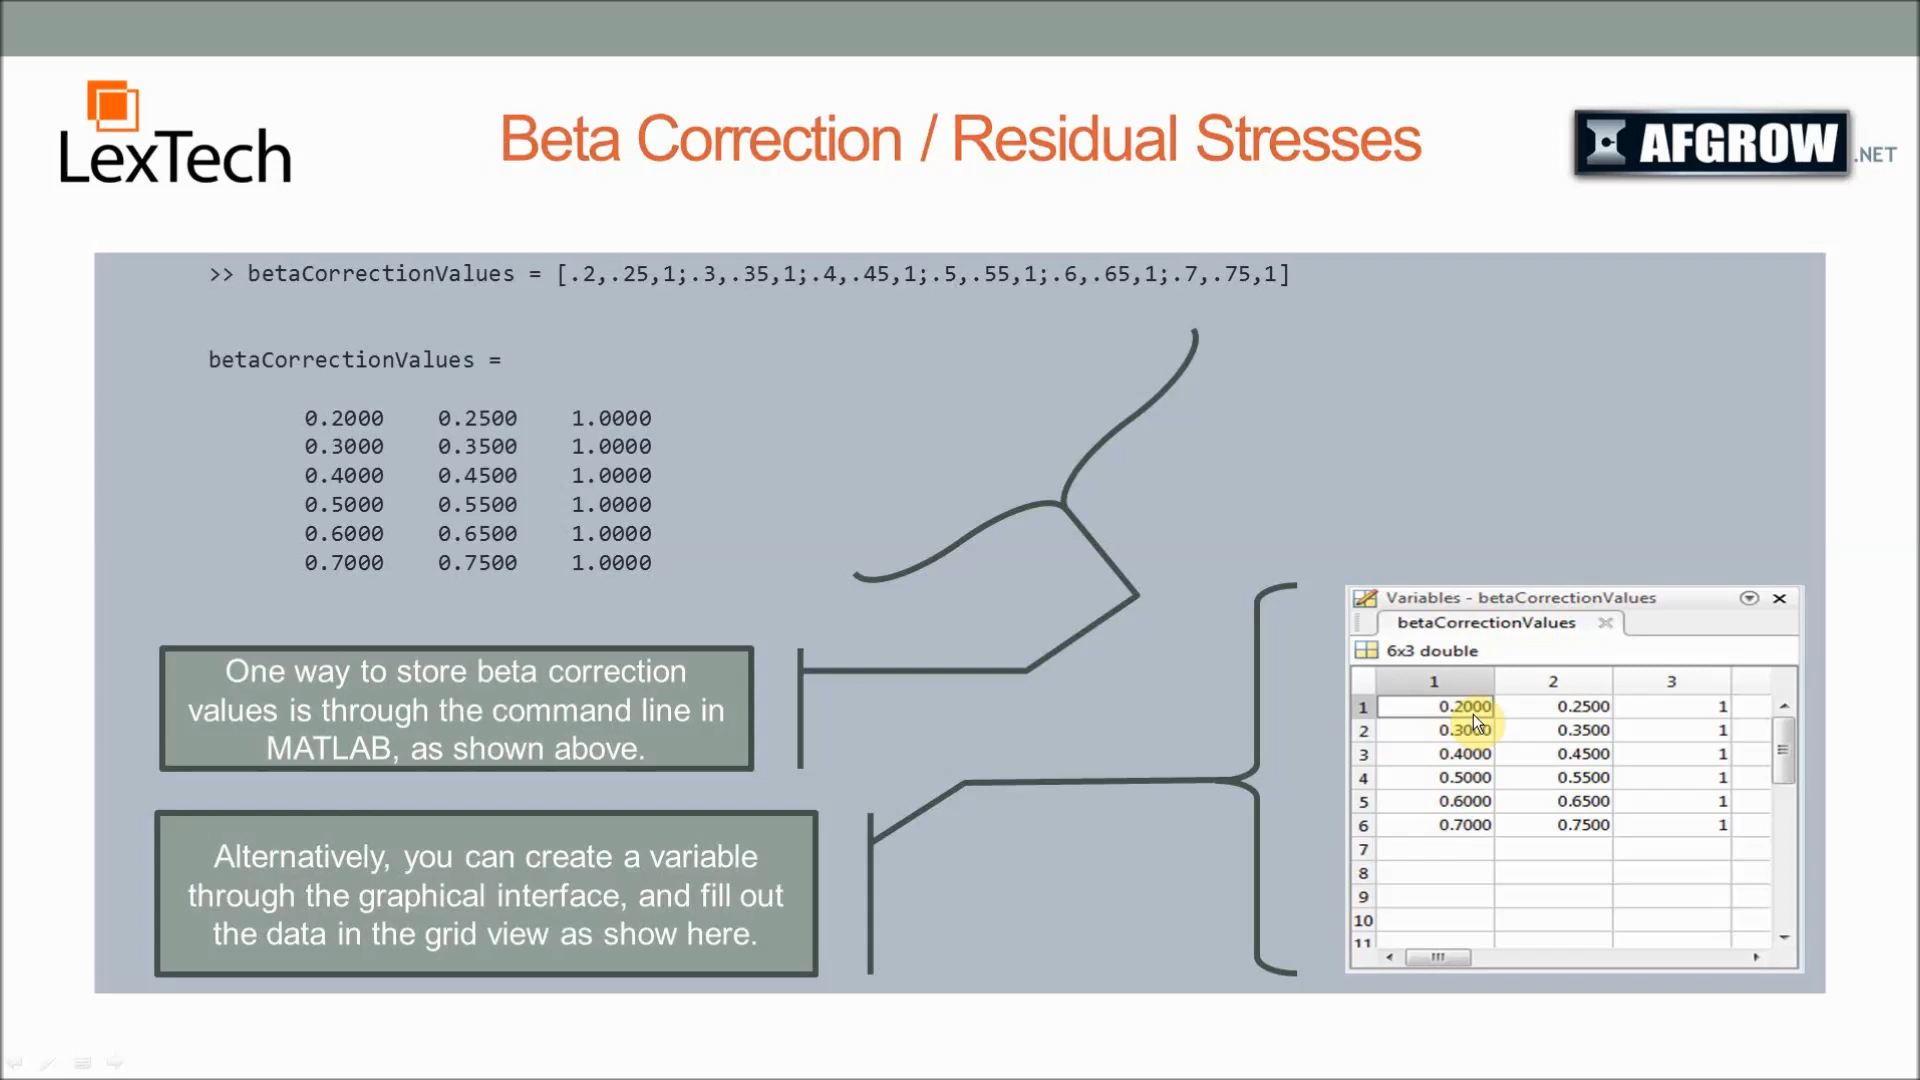 LexTech
Beta Correction / Residual Stresses
AFGROW
.NET
>> betaCorrectionValues = [.2,.25,1;.3,.35,1;.4,.45,1;.5,.55,1;.6,.65,1;.7,.75,1]
betaCorrectionValues =
0.2000 0.2500 1.0000
0.3000 0.3500 1.0000
0.4000 0.4500 1.0000
0.5000 0.5500 1.0000
0.6000 0.6500 1.0000
0.7000 0.7500 1.0000
One way to store beta correction
values is through the command line in
MATLAB, as shown above.
Alternatively, you can create a variable
through the graphical interface, and fill out
the data in the grid view as show here.
Variables - betaCorrectionValues
betaCorrectionValues
6x3 double
1 2 3
1 0.2000 0.2500 1
2 0.3000 0.3500 1
3 0.4000 0.4500 1
4 0.5000 0.5500 1
5 0.6000 0.6500 1
6 0.7000 0.7500 1
7
8
9
10
11